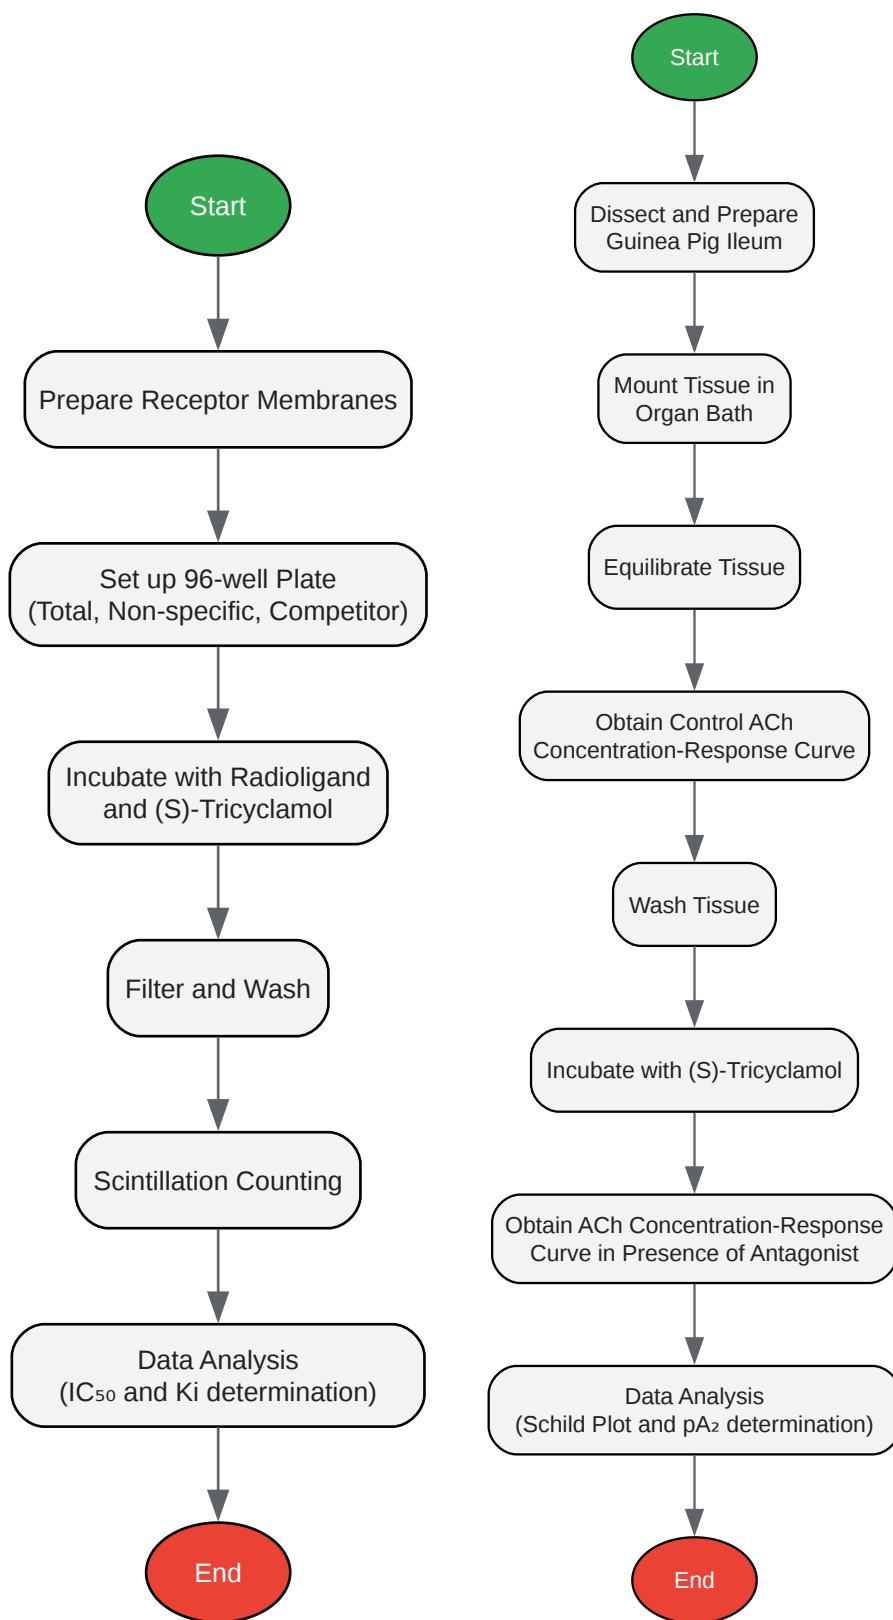 Start
Prepare Receptor Membranes
Set up 96-well Plate
(Total, Non-specific, Competitor)
Incubate with Radioligand
and (S)-Tricyclamol
Filter and Wash
Scintillation Counting
Data Analysis
(IC₅₀ and Ki determination)
End
Start
Dissect and Prepare
Guinea Pig Ileum
Mount Tissue in
Organ Bath
Equilibrate Tissue
Obtain Control ACh
Concentration-Response Curve
Wash Tissue
Incubate with (S)-Tricyclamol
Obtain ACh Concentration-Response
Curve in Presence of Antagonist
Data Analysis
(Schild Plot and pA₂ determination)
End